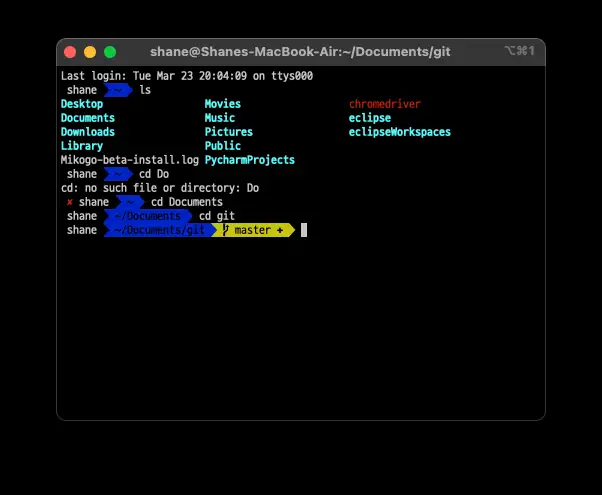 shane@Shanes-MacBook-Air:~/Documents/git ⌥⌘1
Last login: Tue Mar 23 20:04:09 on ttys000
shane ~ ls
Desktop Movies chromedriver
Documents Music eclipse
Downloads Pictures eclipseWorkspaces
Library Public
Mikogo-beta-install.log PycharmProjects
shane ~ cd Do
cd: no such file or directory: Do
✘ shane ~ cd Documents
shane ~/Documents cd git
shane ~/Documents/git master +